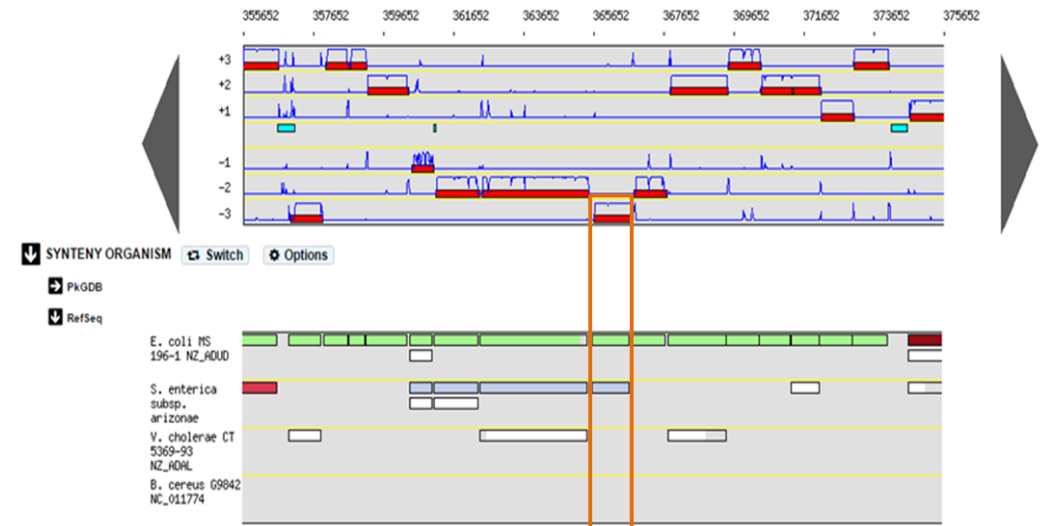 355652 357652 359652 361652 363652 365652 367652 369652 371652 373652 375652
+3
+2
+1
-1
-2
-3
SYNTENY ORGANISM Switch Options
PkGDB
RefSeq
E. coli MS
196-1 NZ_ADUD
S. enterica
subsp.
arizonae
V. cholerae CT
5369-93
NZ_ADAL
B. cereus G9842
NC_011774